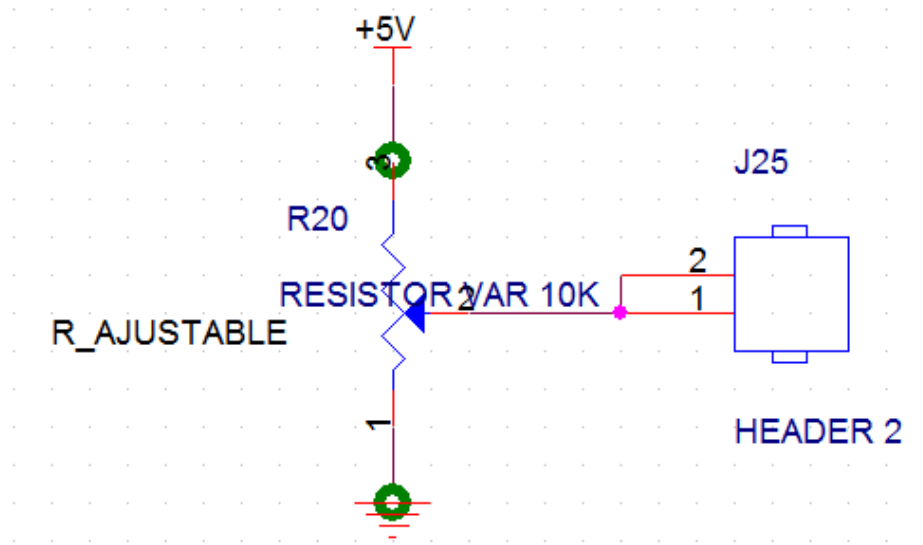 +5V
3
J25
R20
2
RESISTOR VAR 10K
2
1
R_AJUSTABLE
1
HEADER 2